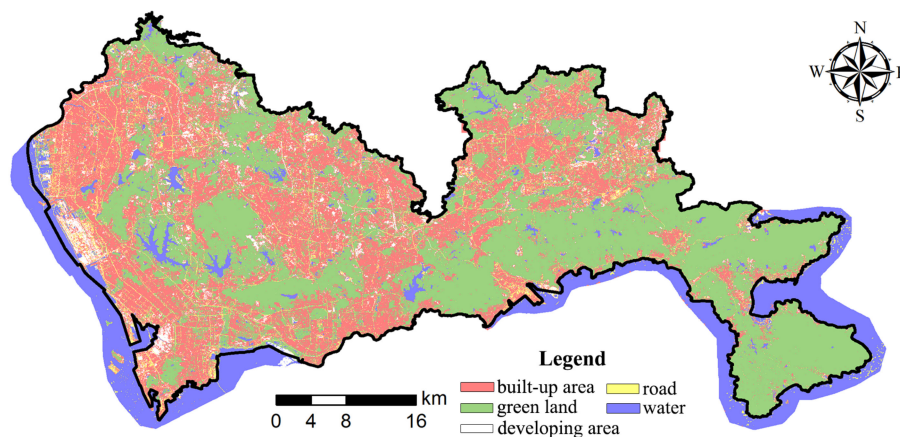 N
W E
S
Legend
built-up area road
green land water
developing area
0 4 8 16 km